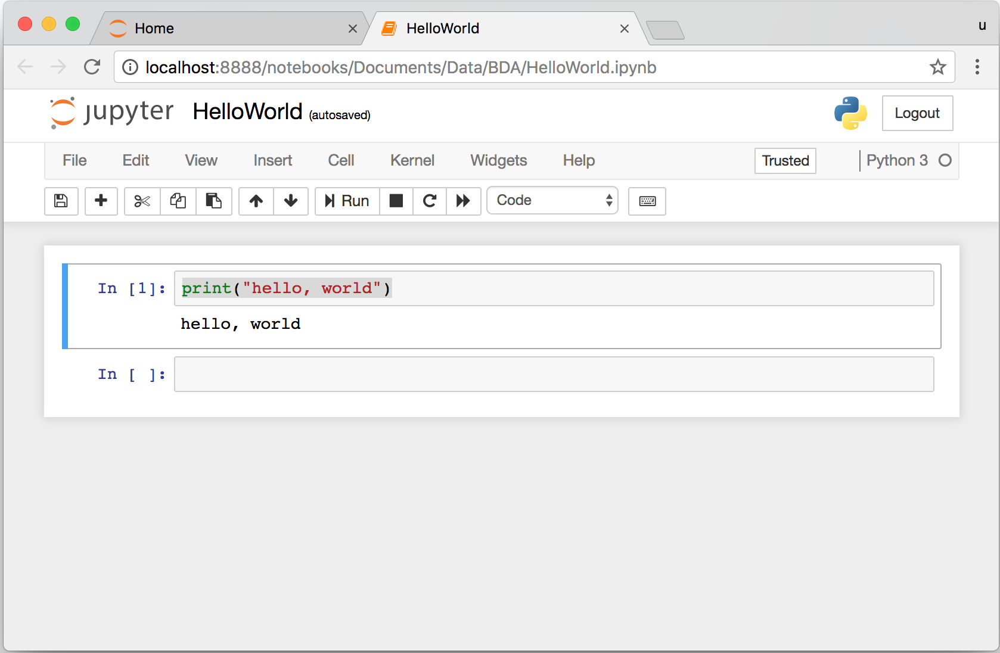 Home
HelloWorld
u
localhost:8888/notebooks/Documents/Data/BDA/HelloWorld.ipynb
jupyter HelloWorld (autosaved)
Logout
File Edit View Insert Cell Kernel Widgets Help Trusted Python 3
Run Code
In [1]: print("hello, world")
hello, world
In [ ]: